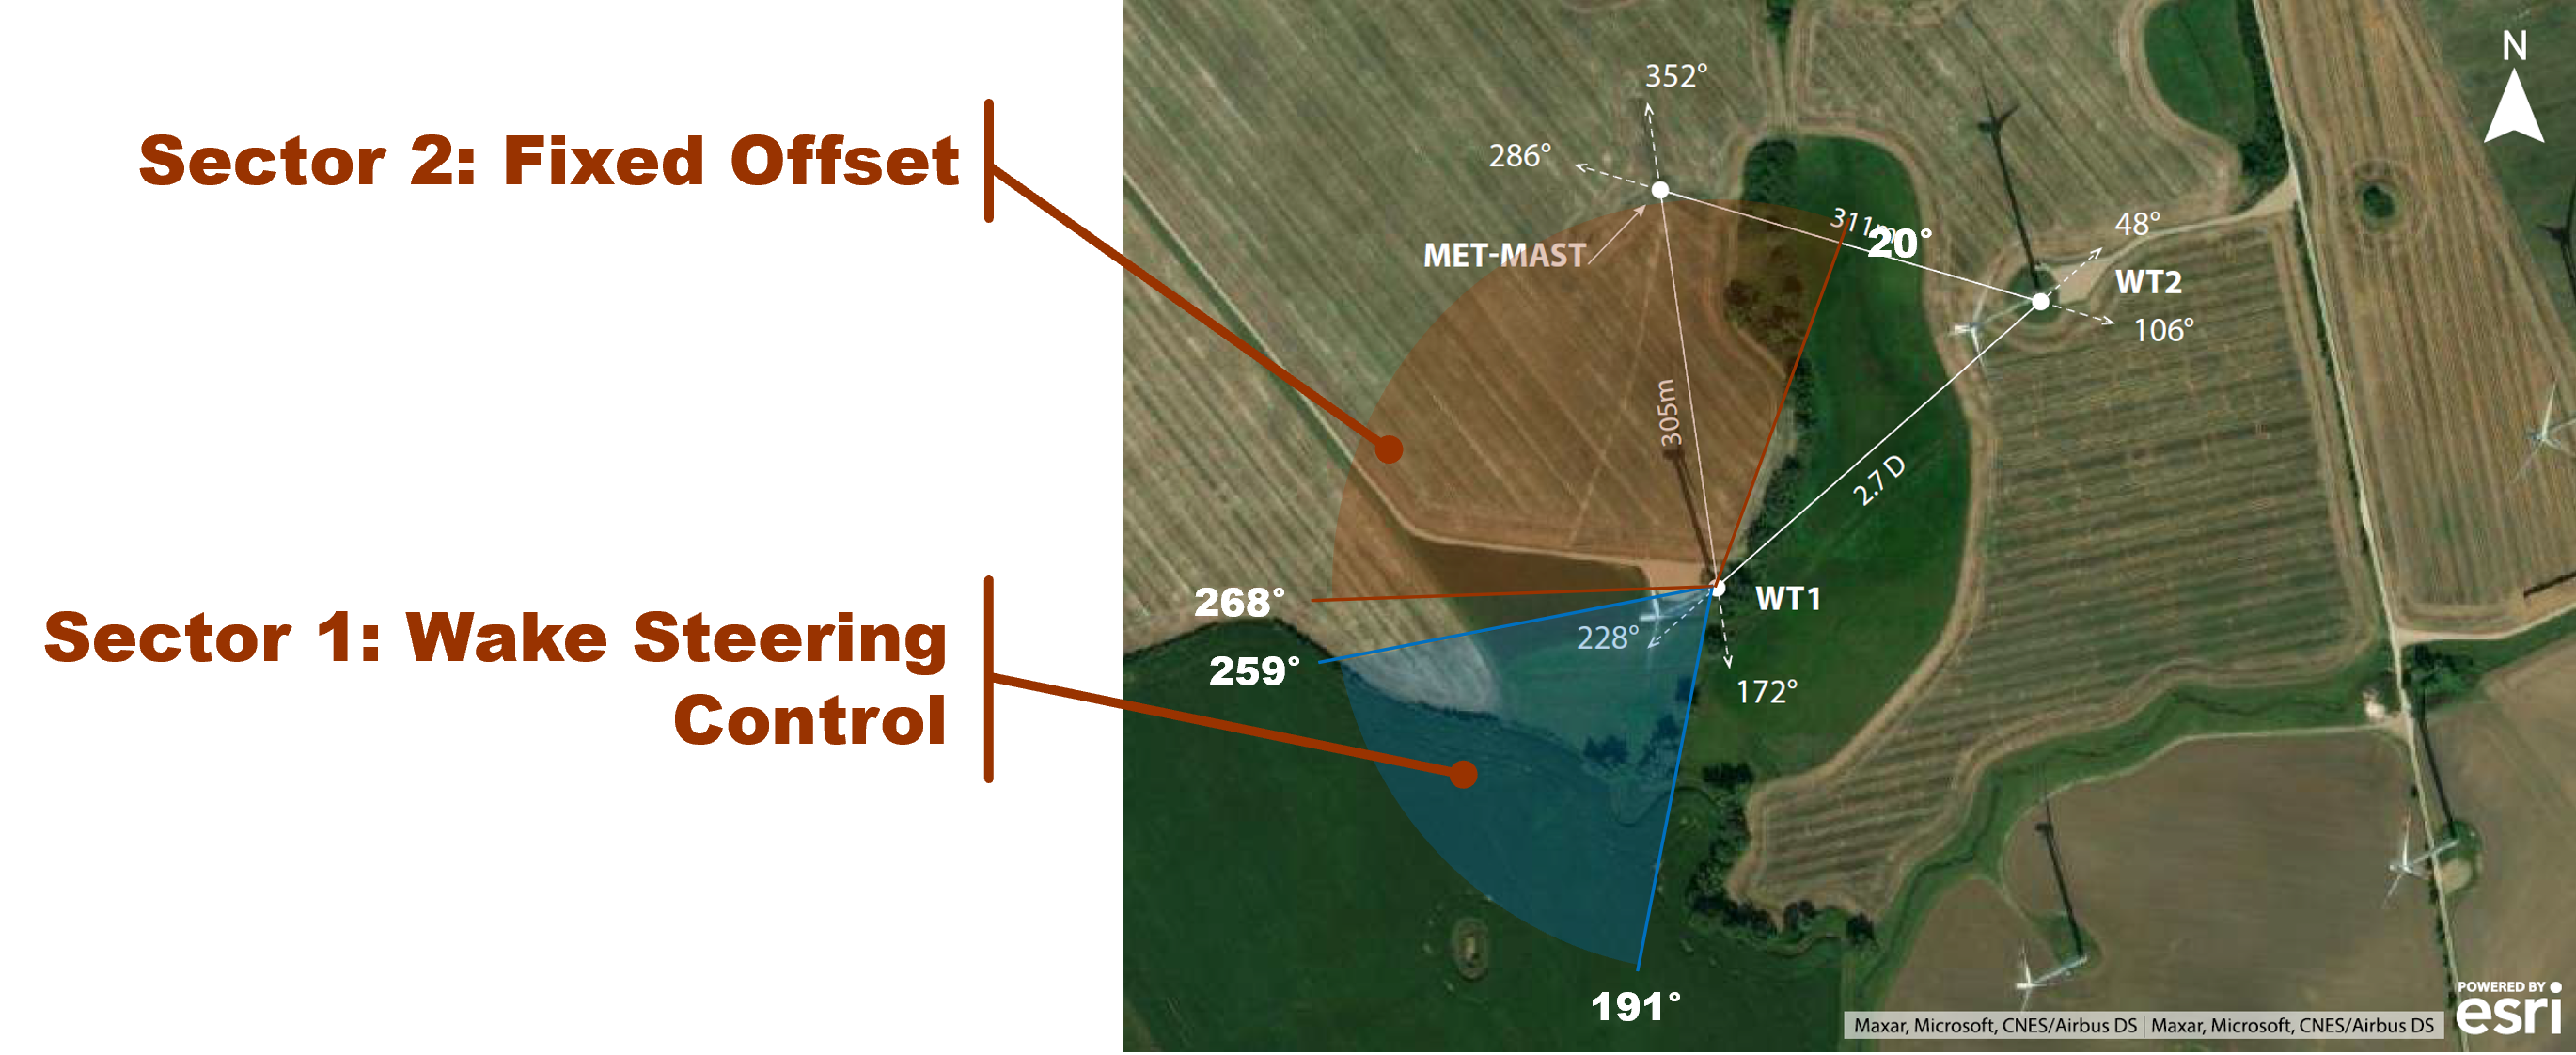 N
352°
286°
Sector 2: Fixed Offset
311m
20°
48°
MET-MAST
WT2
106°
305m
2.7 D
268°
WT1
Sector 1: Wake Steering
Control
228°
259°
172°
191°
POWERED BY
esri
Maxar, Microsoft, CNES/Airbus DS | Maxar, Microsoft, CNES/Airbus DS